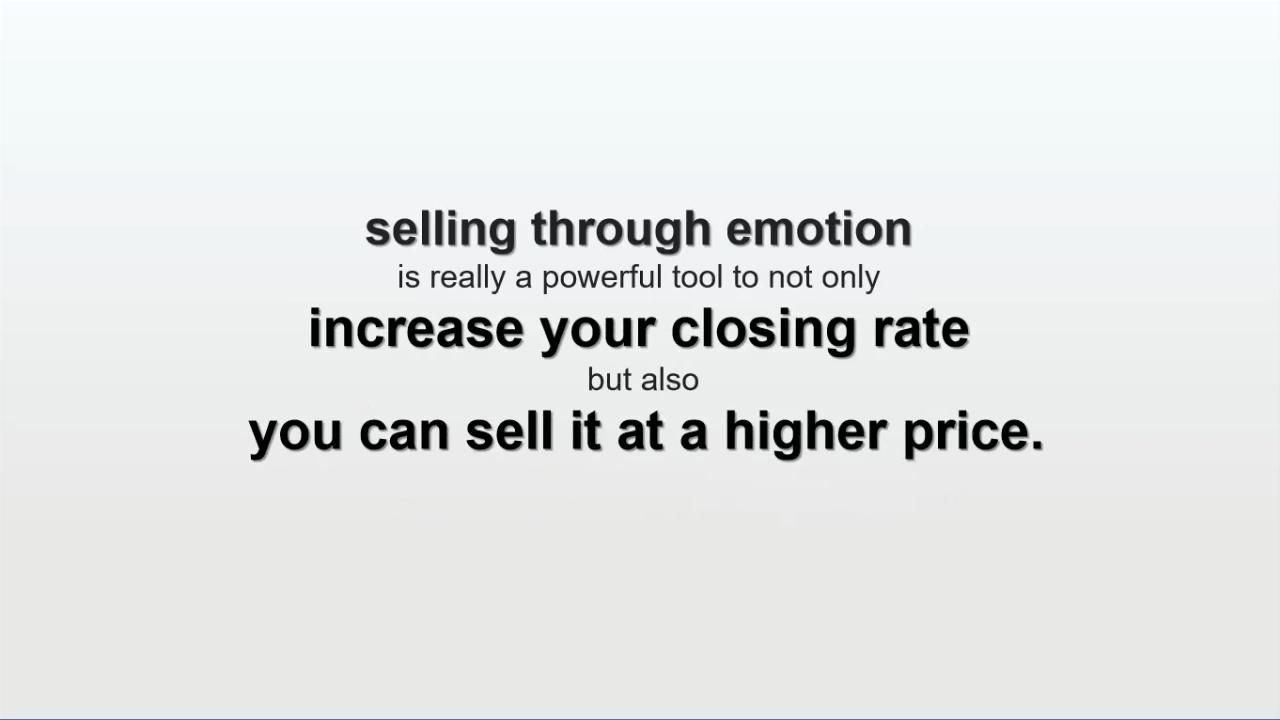 selling through emotion
is really a powerful tool to not only
increase your closing rate
but also
you can sell it at a higher price.